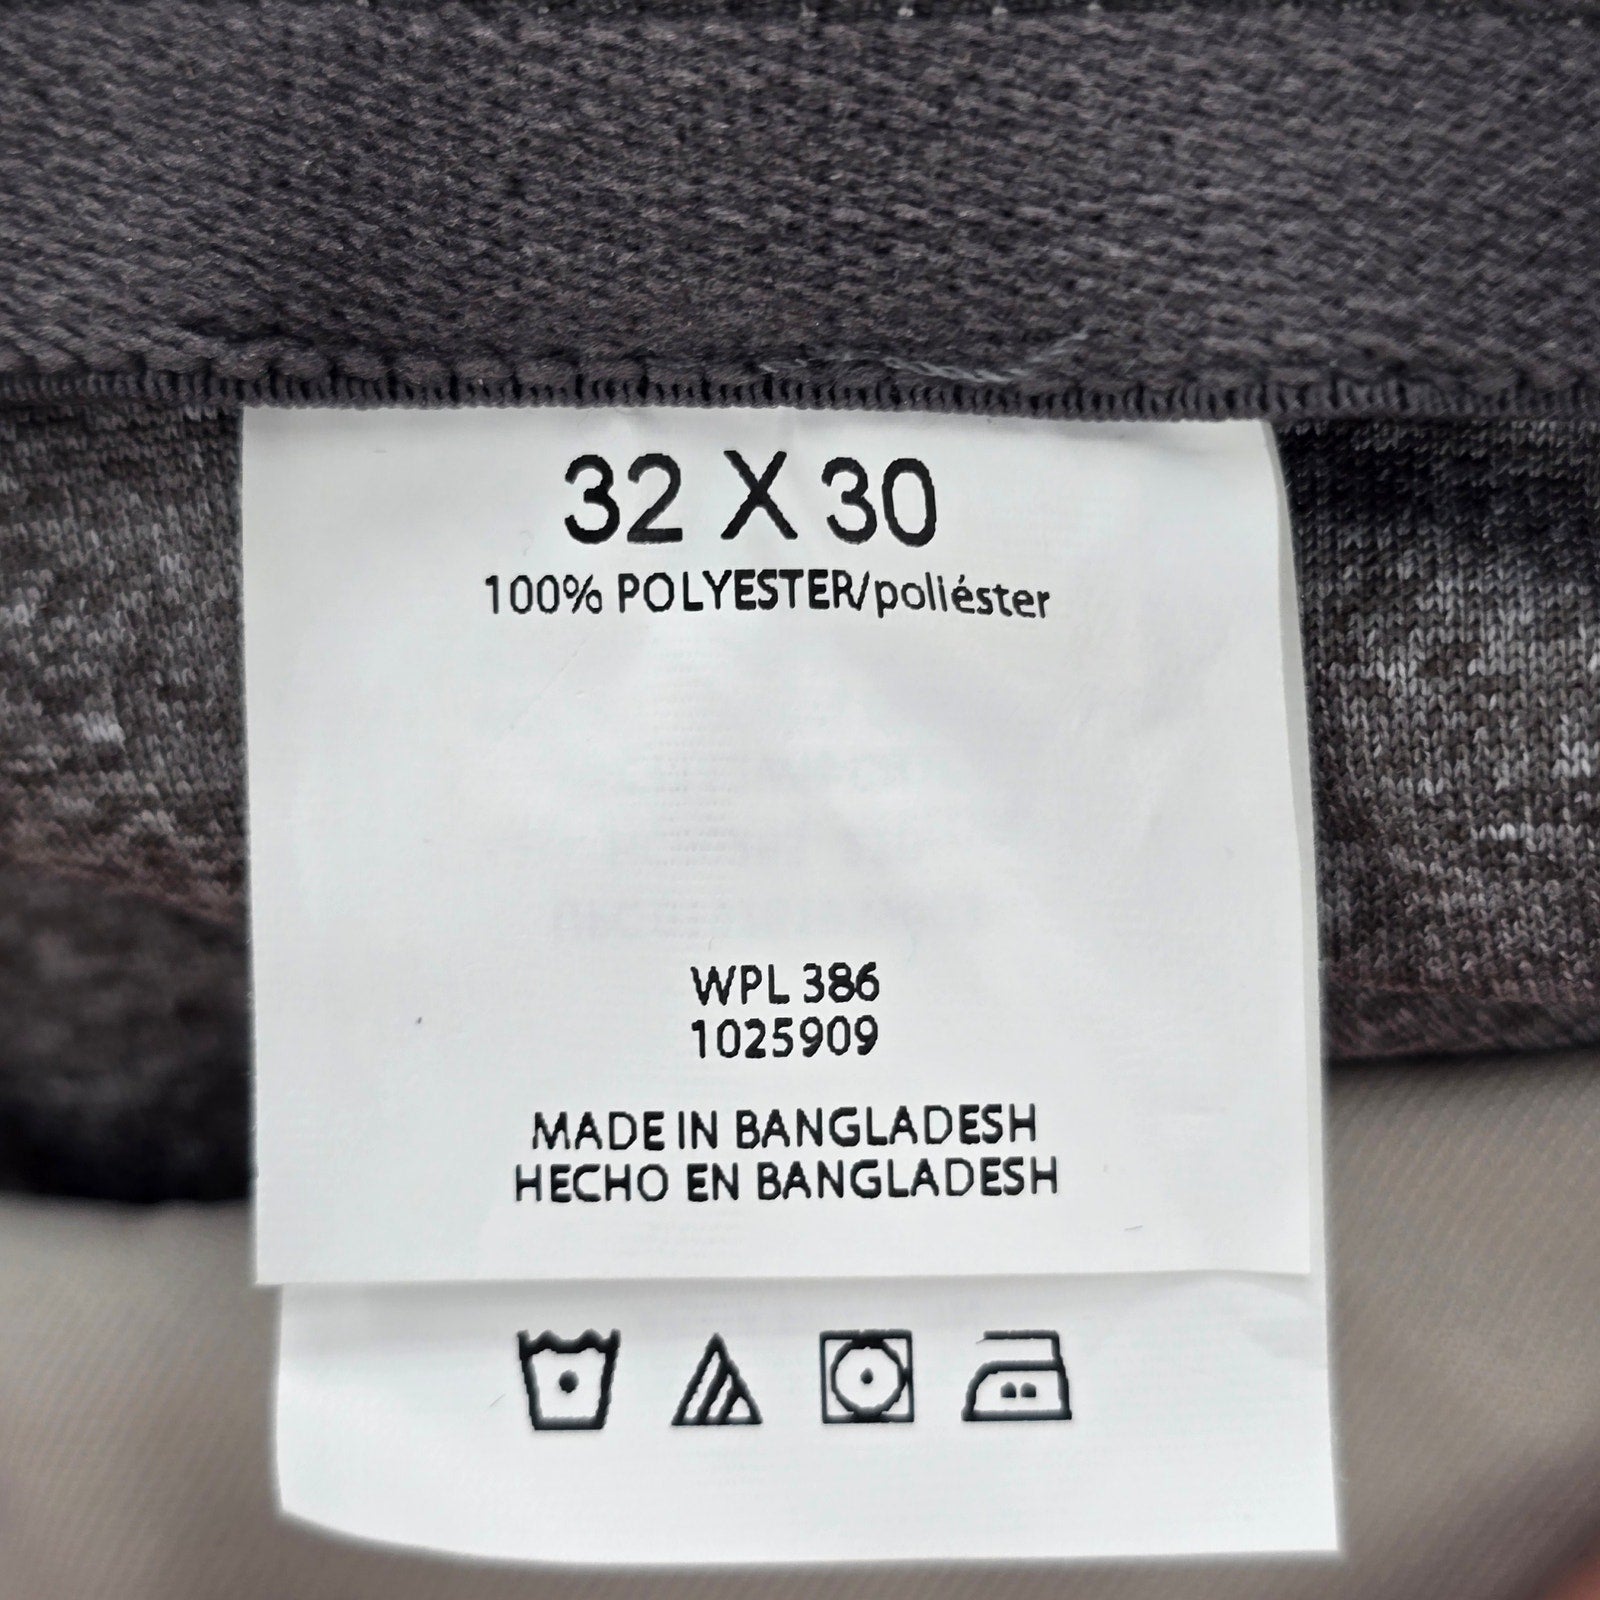 32 X 30
100% POLYESTER/poliéster
WPL 386
1025909
MADE IN BANGLADESH
HECHO EN BANGLADESH